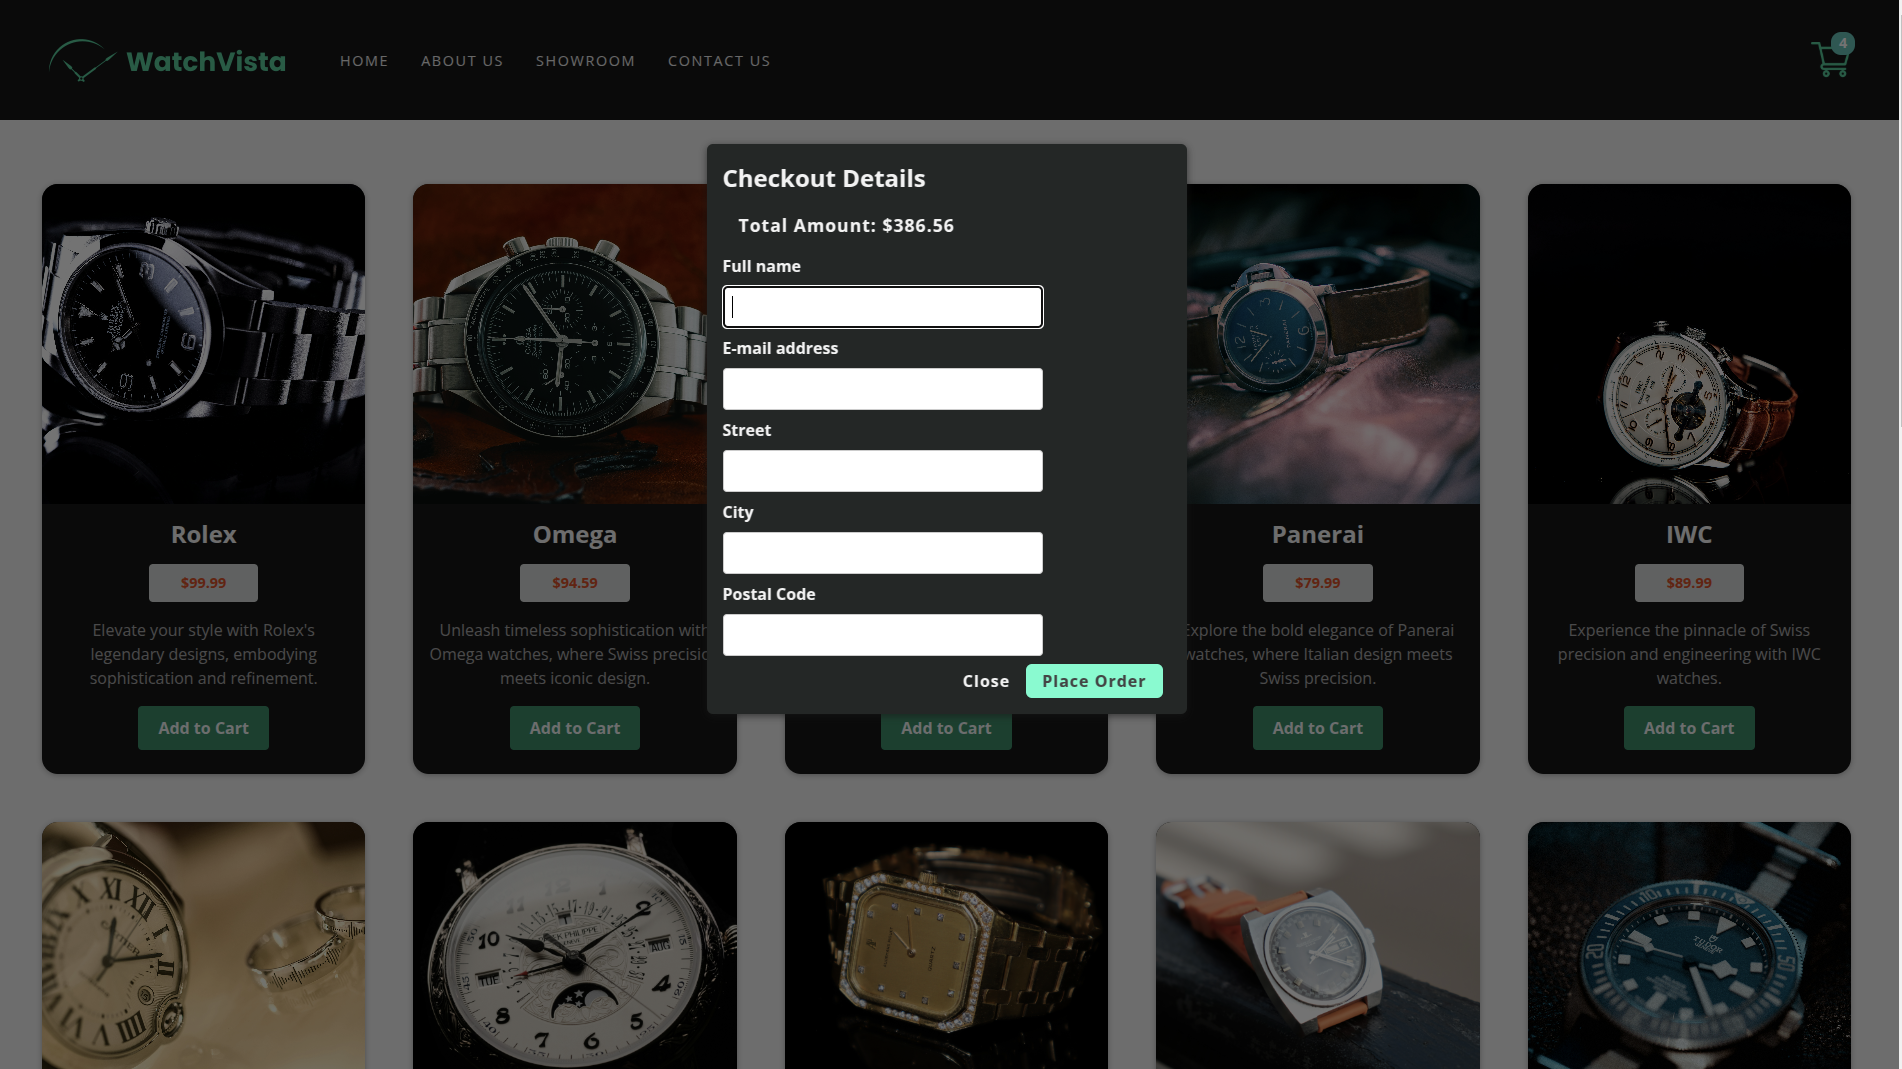 WatchVista
HOME
ABOUT US
SHOWROOM
CONTACT US
4
Checkout Details
Total Amount: $386.56
Full name
E-mail address
Street
City
Postal Code
Close
Place Order
Rolex
$99.99
Elevate your style with Rolex's
legendary designs, embodying
sophistication and refinement.
Add to Cart
Omega
$94.59
Unleash timeless sophistication with
Omega watches, where Swiss precisio
meets iconic design.
Add to Cart
Add to Cart
Panerai
$79.99
Explore the bold elegance of Panerai
watches, where Italian design meets
Swiss precision.
Add to Cart
IWC
$89.99
Experience the pinnacle of Swiss
precision and engineering with IWC
watches.
Add to Cart